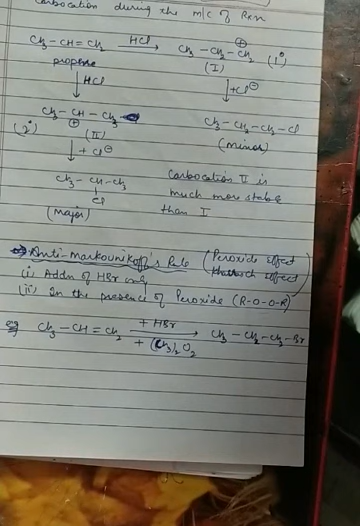 Carbocation during the m/c of Rxn
CH₃-CH=CH₂ —HCl→ CH₃-CH₂-CH₂⊕ (1°)
propene (I)
↓HCl ↓+Cl⊖
CH₃-CH-CH₃ CH₃-CH₂-CH₂-Cl
⊕
(2°) (II) (minor)
↓+Cl⊖
CH₃-CH-CH₃ Carbocation II is
Cl much more stable
(major) than I
Anti-Markounikoff's Rule (Peroxide effect
(i) Addn of HBr only Kharasch effect)
(ii) In the presence of Peroxide (R-O-O-R)
eg CH₃-CH=CH₂ —+HBr→ CH₃-CH₂-CH₂-Br
+ (CH₃)₂O₂